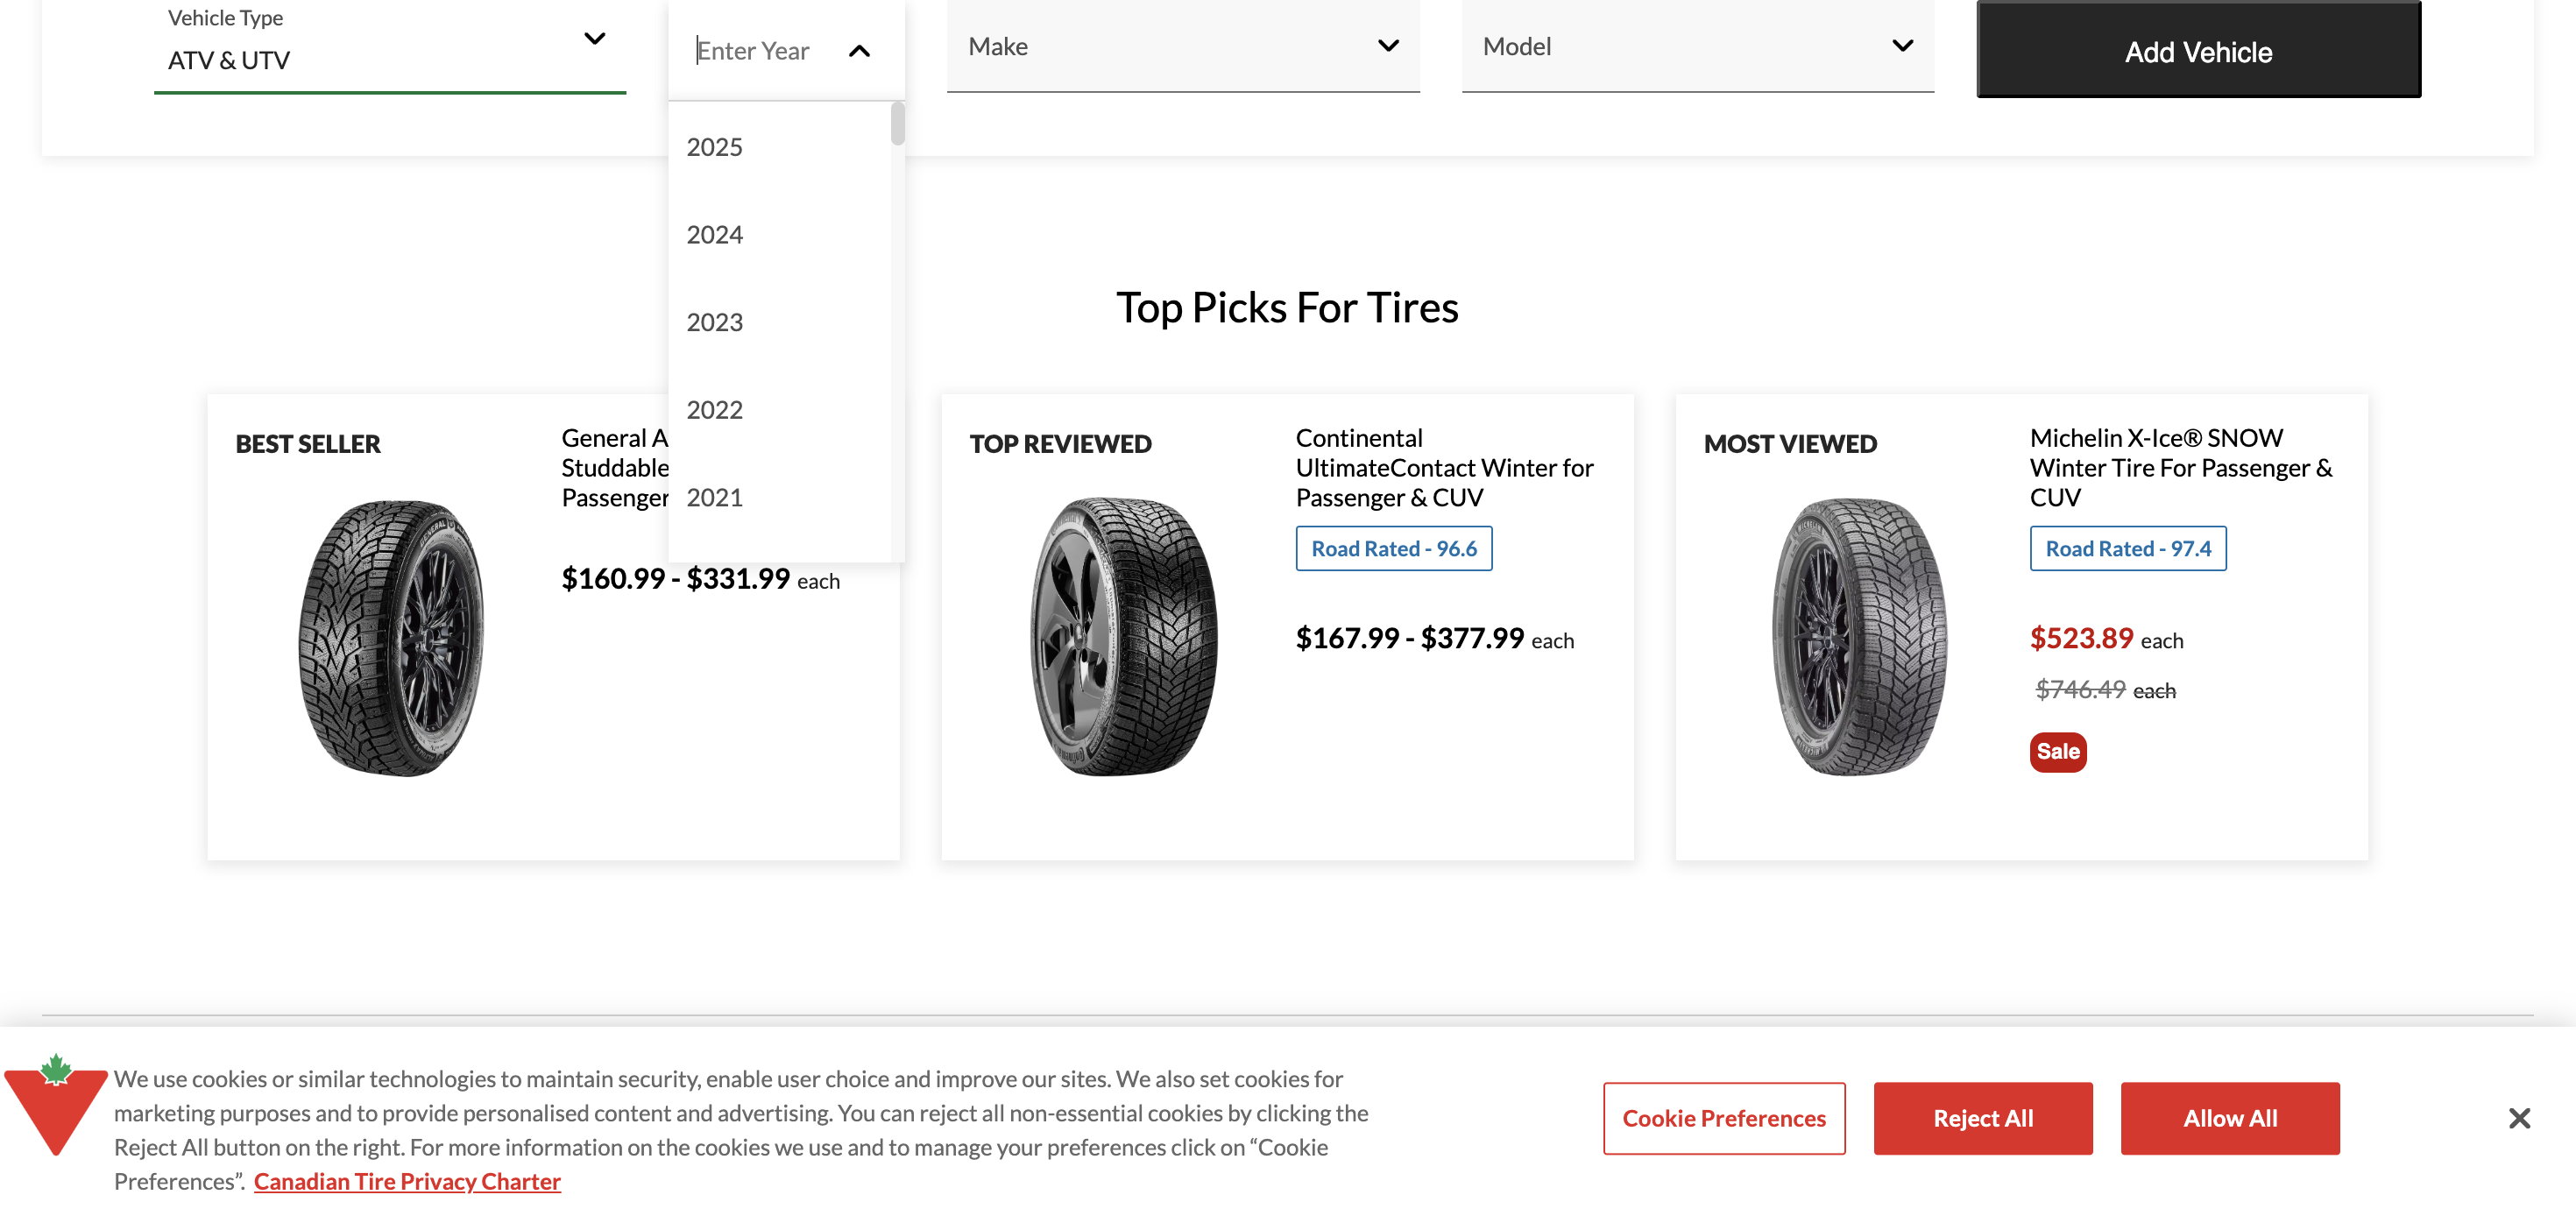 Vehicle Type
ATV & UTV
Enter Year
Make
Model
Add Vehicle
2025
2024
2023
2022
2021
Top Picks For Tires
BEST SELLER
General A
Studdable
Passenger
$160.99 - $331.99 each
TOP REVIEWED
Continental
UltimateContact Winter for
Passenger & CUV
Road Rated - 96.6
$167.99 - $377.99 each
MOST VIEWED
Michelin X-Ice® SNOW
Winter Tire For Passenger &
CUV
Road Rated - 97.4
$523.89 each
$746.49 each
Sale
We use cookies or similar technologies to maintain security, enable user choice and improve our sites. We also set cookies for
marketing purposes and to provide personalised content and advertising. You can reject all non-essential cookies by clicking the
Reject All button on the right. For more information on the cookies we use and to manage your preferences click on “Cookie
Preferences”. Canadian Tire Privacy Charter
Cookie Preferences
Reject All
Allow All